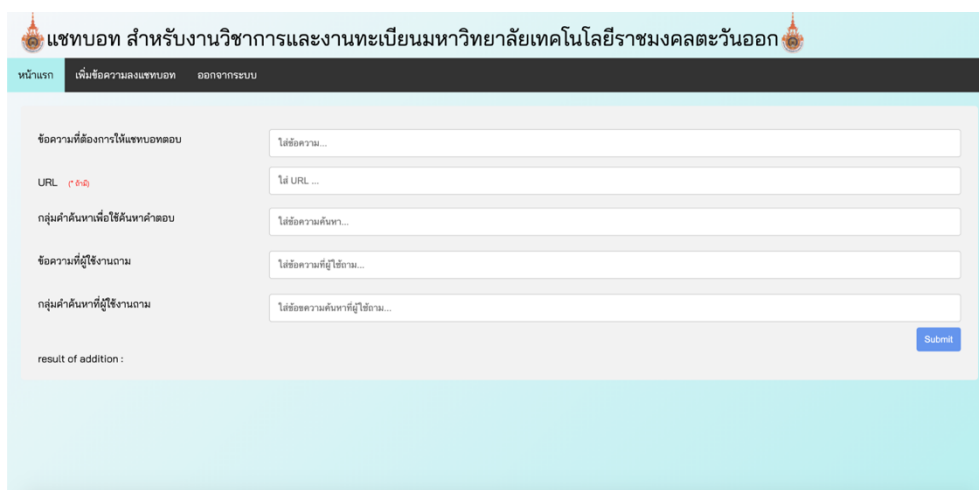 แชทบอท สำหรับงานวิชาการและงานทะเบียนมหาวิทยาลัยเทคโนโลยีราชมงคลตะวันออก
หน้าแรก เพิ่มข้อความลงแชทบอท ออกจากระบบ
ข้อความที่ต้องการให้แชทบอทตอบ ใส่ข้อความ...
URL (* ถ้ามี) ใส่ URL ...
กลุ่มคำค้นหาเพื่อใช้ค้นหาคำตอบ ใส่ข้อความค้นหา...
ข้อความที่ผู้ใช้งานถาม ใส่ข้อความที่ผู้ใช้ถาม...
กลุ่มคำค้นหาที่ผู้ใช้งานถาม ใส่ข้อขความค้นหาที่ผู้ใช้ถาม...
Submit
result of addition :